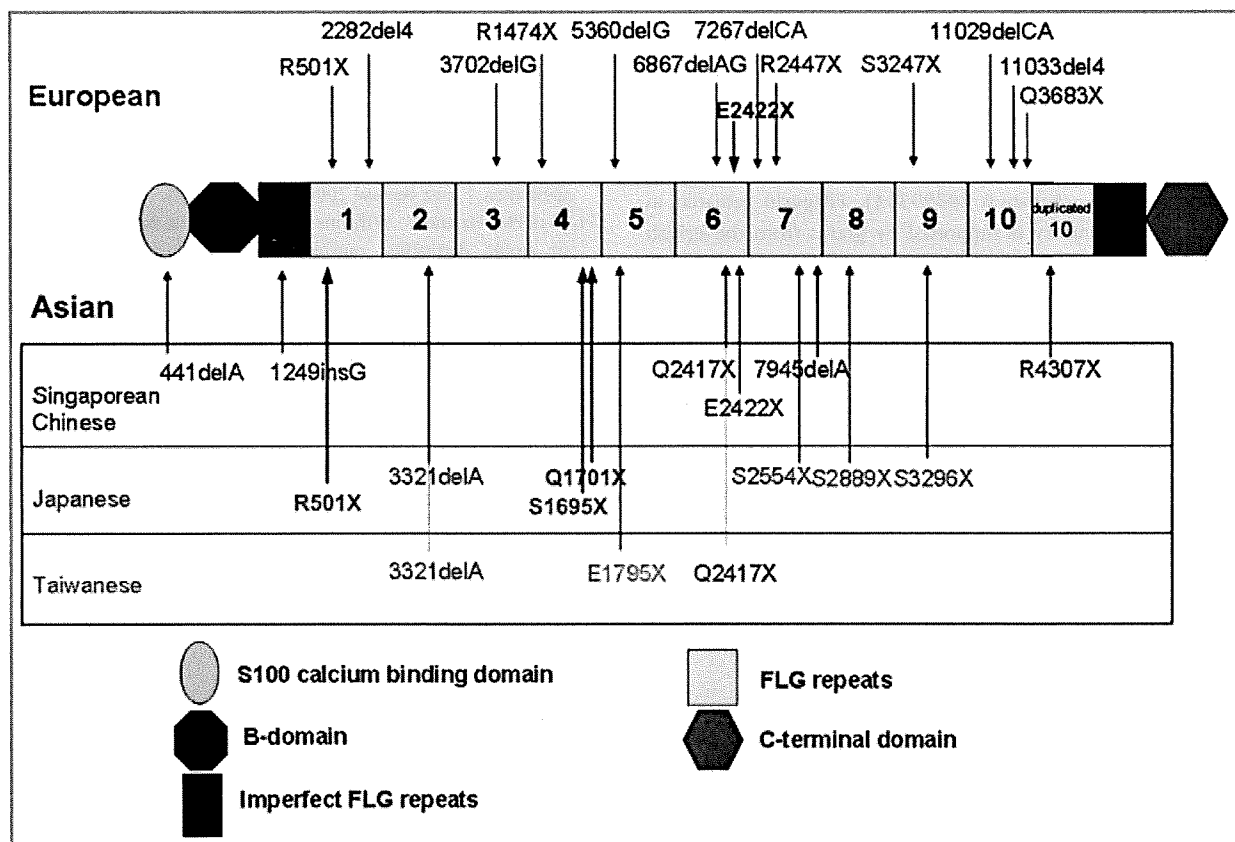 2282del4 R1474X 5360delG 7267delCA 11029delCA
R501X 3702delG 6867delAG R2447X S3247X 11033del4
European E2422X Q3683X
1 2 3 4 5 6 7 8 9 10 duplicated
10
Asian
441delA 1249insG Q2417X 7945delA R4307X
Singaporean
Chinese
E2422X
3321delA Q1701X S2554X S2889X S3296X
Japanese R501X S1695X
3321delA E1795X Q2417X
Taiwanese
S100 calcium binding domain FLG repeats
B-domain C-terminal domain
Imperfect FLG repeats